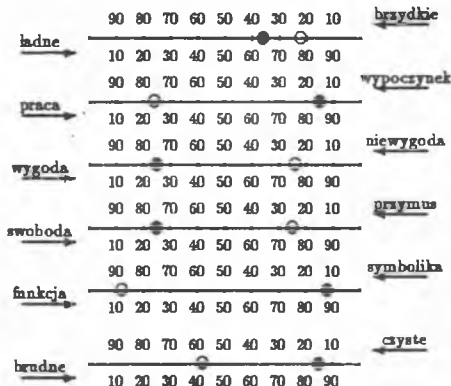 90 80 70 60 50 40 30 20 10 brzydkie
ładne 10 20 30 40 50 60 70 80 90
90 80 70 60 50 40 30 20 10 wypoczynek
praca 10 20 30 40 50 60 70 80 90
90 80 70 60 50 40 30 20 10 niewygoda
wygoda 10 20 30 40 50 60 70 80 90
90 80 70 60 50 40 30 20 10 przymus
swoboda 10 20 30 40 50 60 70 80 90
90 80 70 60 50 40 30 20 10 symbolika
funkcja 10 20 30 40 50 60 70 80 90
90 80 70 60 50 40 30 20 10 czyste
brudne 10 20 30 40 50 60 70 80 90